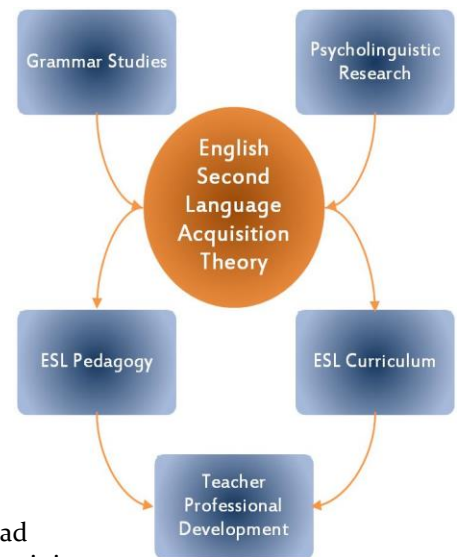 Grammar Studies
Psycholinguistic
Research
English
Second
Language
Acquisition
Theory
ESL Pedagogy
ESL Curriculum
Teacher
Professional
Development
ad